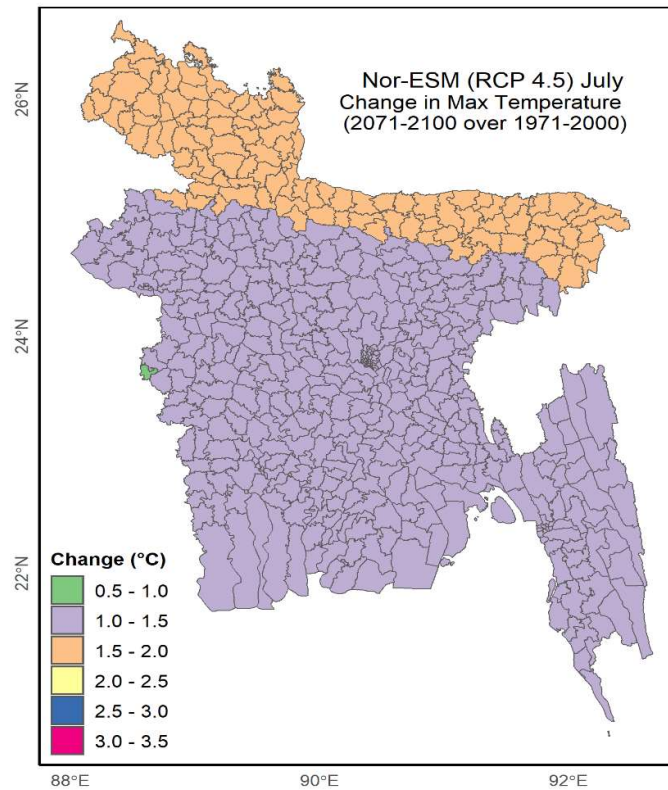 Nor-ESM (RCP 4.5) July
Change in Max Temperature
(2071-2100 over 1971-2000)
26°N
24°N
22°N
Change (°C)
0.5 - 1.0
1.0 - 1.5
1.5 - 2.0
2.0 - 2.5
2.5 - 3.0
3.0 - 3.5
88°E 90°E 92°E